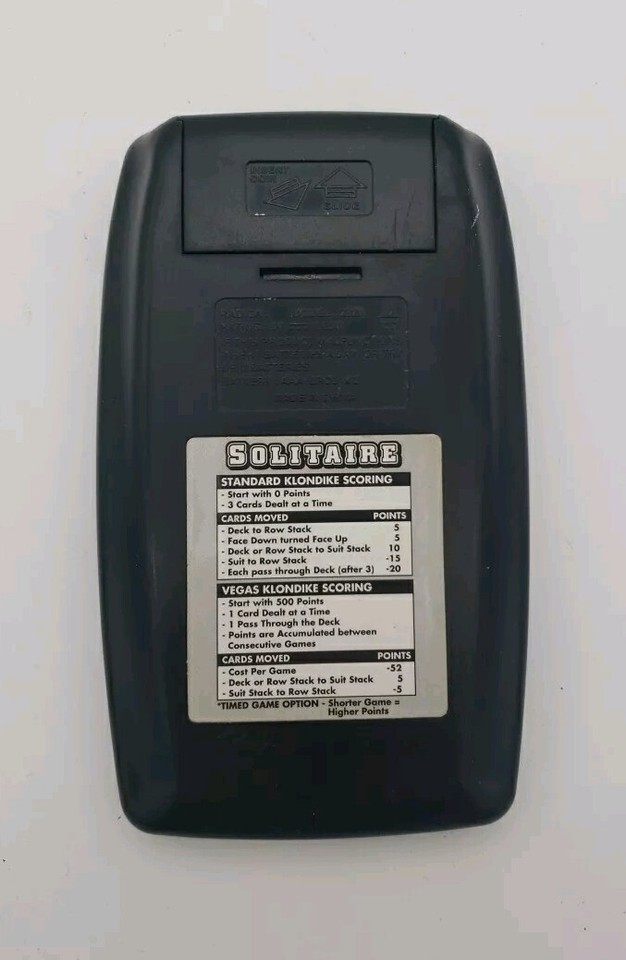 INSERT
COIN
SLIDE
RADICA:
MADE IN CHINA
SOLITAIRE
STANDARD KLONDIKE SCORING
- Start with 0 Points
- 3 Cards Dealt at a Time
CARDS MOVED POINTS
- Deck to Row Stack 5
- Face Down turned Face Up 5
- Deck or Row Stack to Suit Stack 10
- Suit to Row Stack -15
- Each pass through Deck (after 3) -20
VEGAS KLONDIKE SCORING
- Start with 500 Points
- 1 Card Dealt at a Time
- 1 Pass Through the Deck
- Points are Accumulated between
Consecutive Games
CARDS MOVED POINTS
- Cost Per Game -52
- Deck or Row Stack to Suit Stack 5
- Suit Stack to Row Stack -5
*TIMED GAME OPTION - Shorter Game =
Higher Points